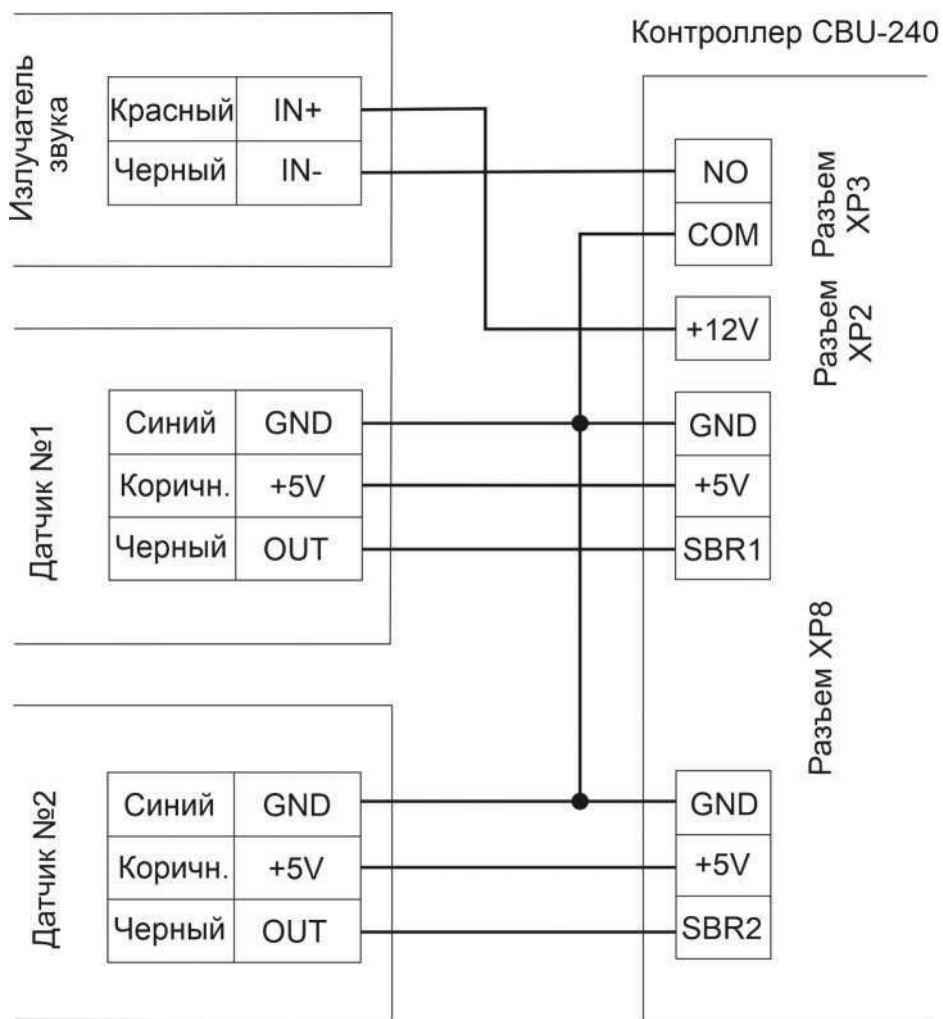 Контроллер CBU-240
Излучатель
звука
Красный IN+
Черный IN-
NO
COM
Разъем
XP3
+12V
Разъем
XP2
Датчик №1
Синий GND
Коричн. +5V
Черный OUT
GND
+5V
SBR1
Разъем XP8
Датчик №2
Синий GND
Коричн. +5V
Черный OUT
GND
+5V
SBR2